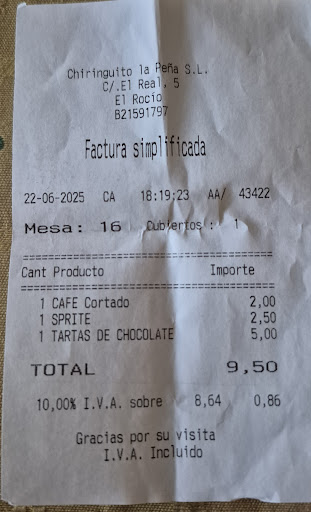 Chiringuito la Peña S.L.
C/.El Real, 5
El Rocio
B21591797
Factura simplificada
22-06-2025 CA 18:19:23 AA/ 43422
Mesa: 16 Cubiertos : 1
Cant Producto Importe
1 CAFE Cortado 2,00
1 SPRITE 2,50
1 TARTAS DE CHOCOLATE 5,00
TOTAL 9,50
10,00% I.V.A. sobre 8,64 0,86
Gracias por su visita
I.V.A. Incluido